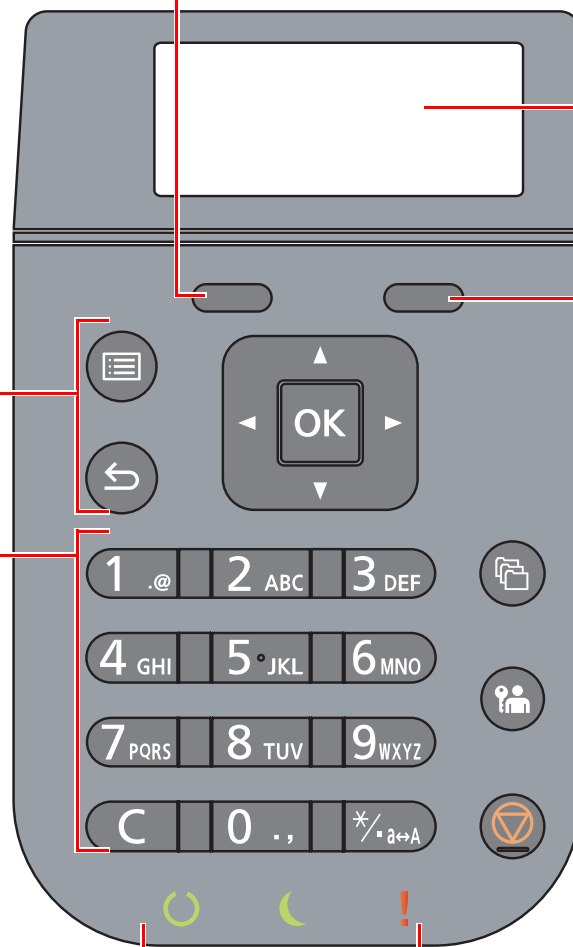 OK
1 .@ 2 ABC 3 DEF
4 GHI 5 JKL 6 MNO
7 PQRS 8 TUV 9 WXYZ
C 0 ., */. a↔A
!